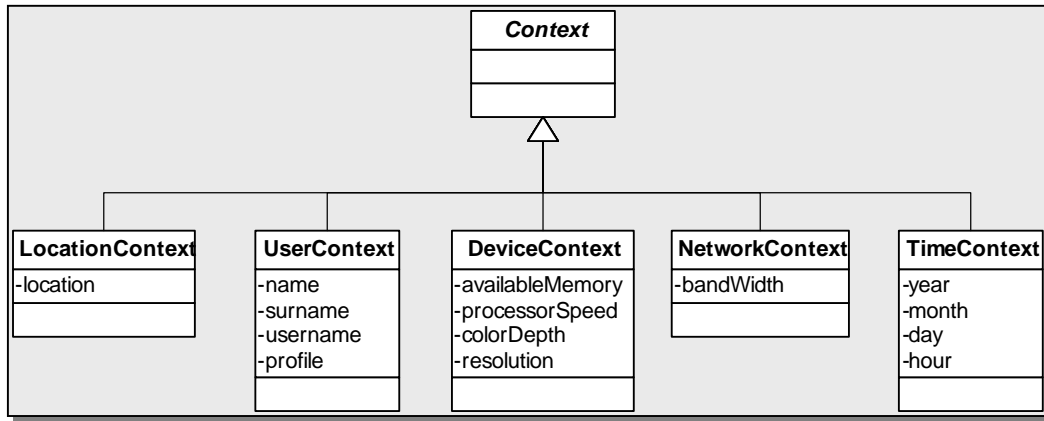 Context
LocationContext
-location
UserContext
-name
-surname
-username
-profile
DeviceContext
-availableMemory
-processorSpeed
-colorDepth
-resolution
NetworkContext
-bandWidth
TimeContext
-year
-month
-day
-hour